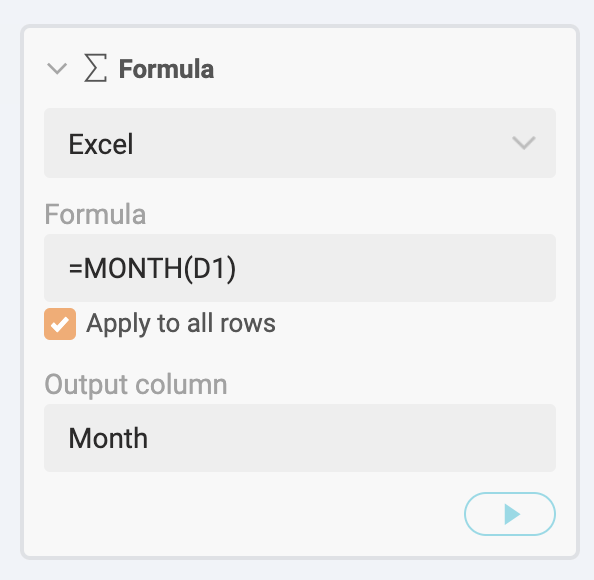 Formula
Excel
Formula
=MONTH(D1)
Apply to all rows
Output column
Month